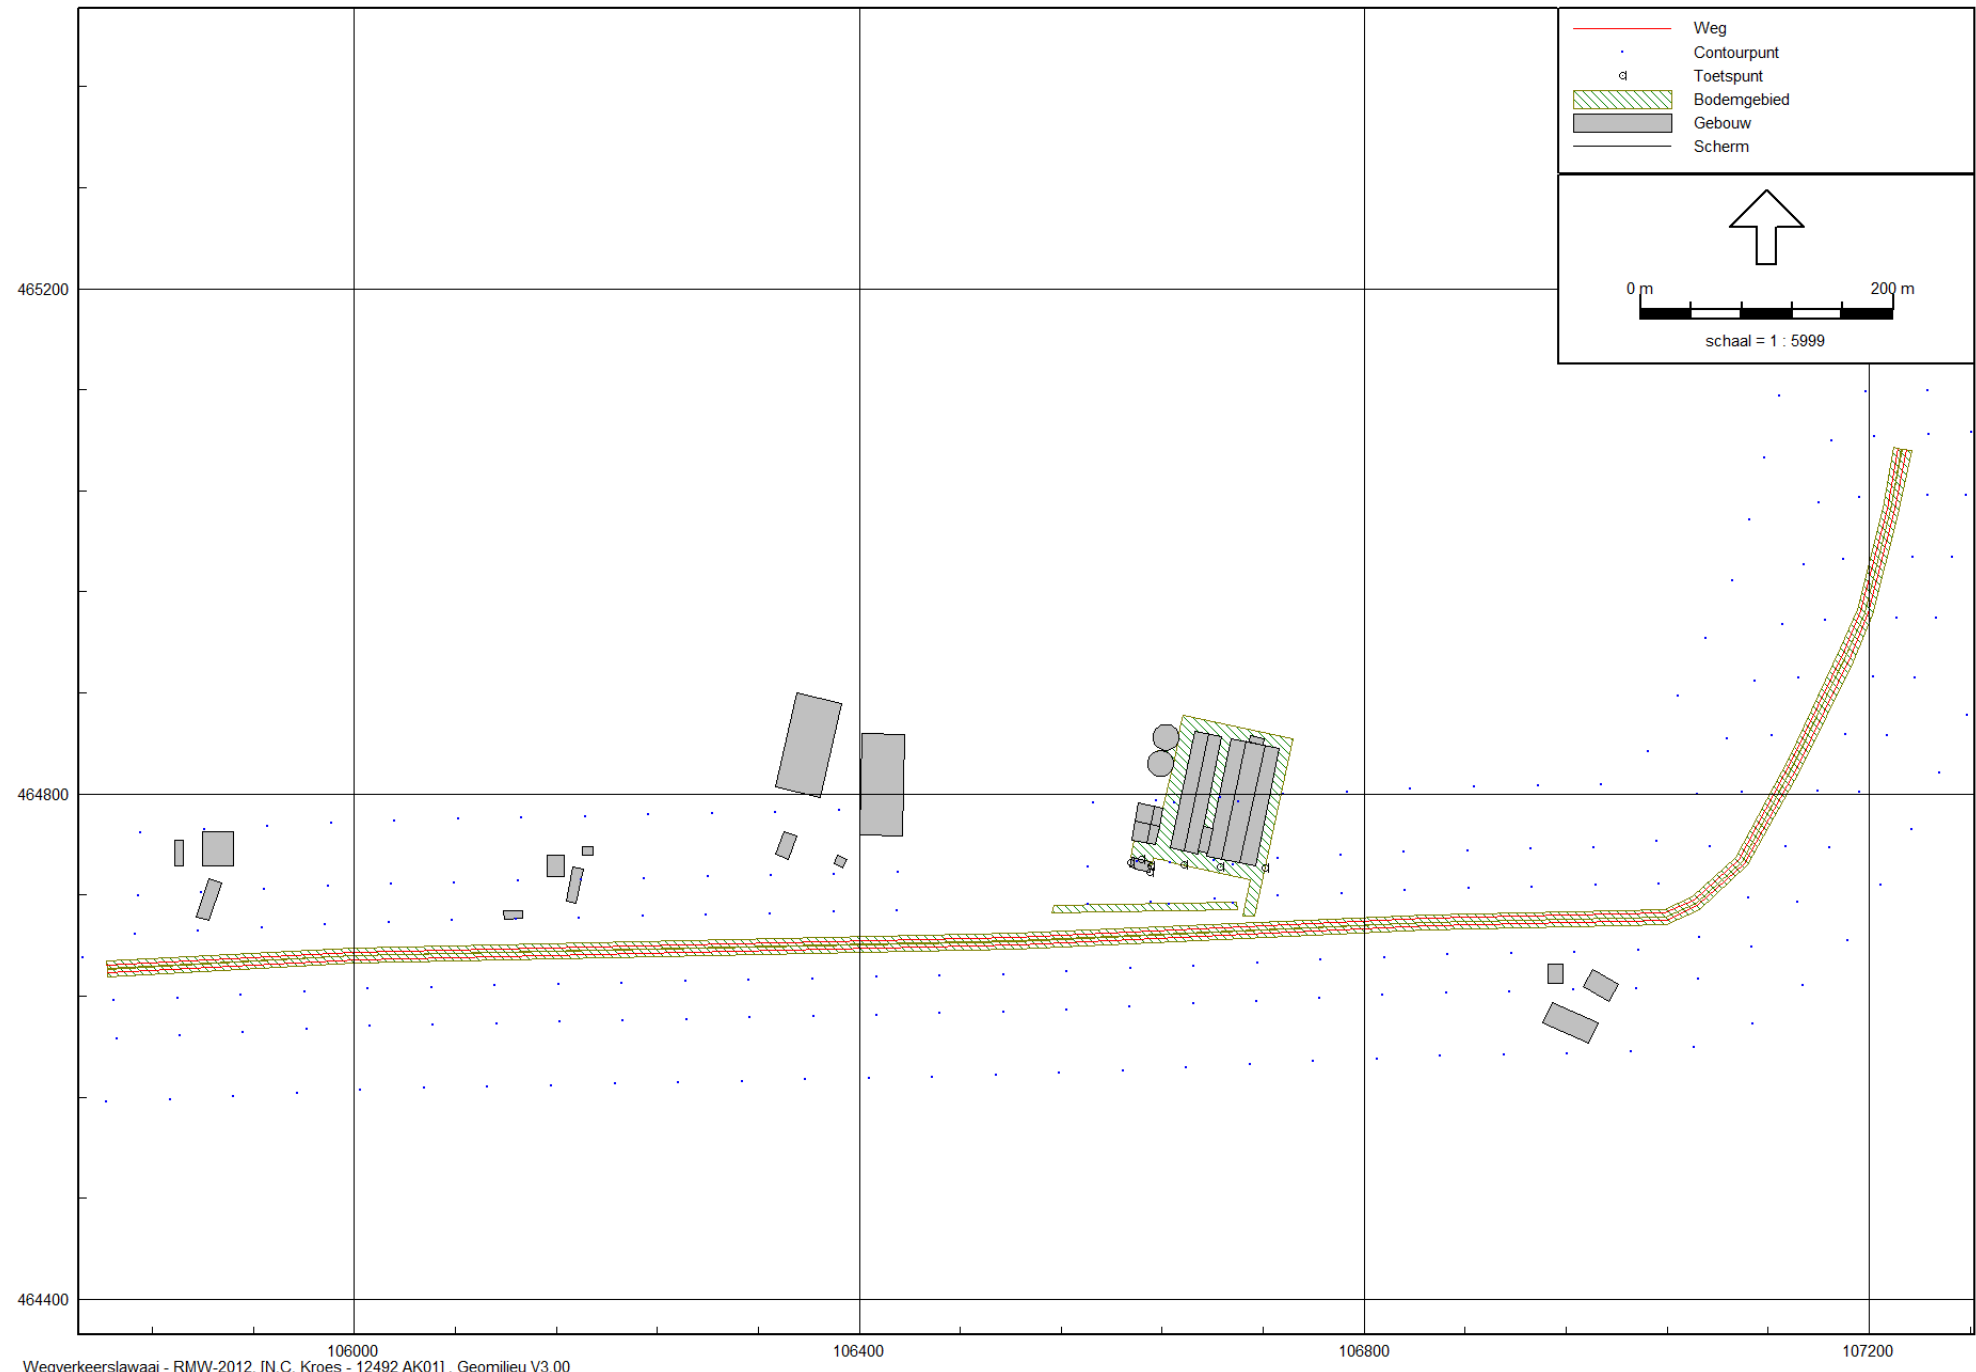 Weg
Contourpunt
Toetspunt
Bodemgebied
Gebouw
Scherm
465200
0 m 200 m
schaal = 1 : 5999
464800
464400
106000 106400 106800 107200
Wegverkeerslawaai - RMW-2012, [N.C. Kroes - 12492 AK01] , Geomilieu V3.00